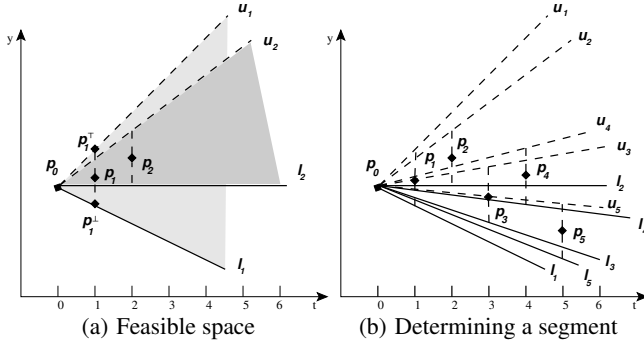 y
u1
u2
p1⊤
p0
p1
p2
l2
p1⊥
l1
0 1 2 3 4 5 6 t
(a) Feasible space
y
u1
u2
u4
p2
p0
p1
u3
p4
l2
u5
p3
l
p5
l3
l5
l1
0 1 2 3 4 5 6 t
(b) Determining a segment